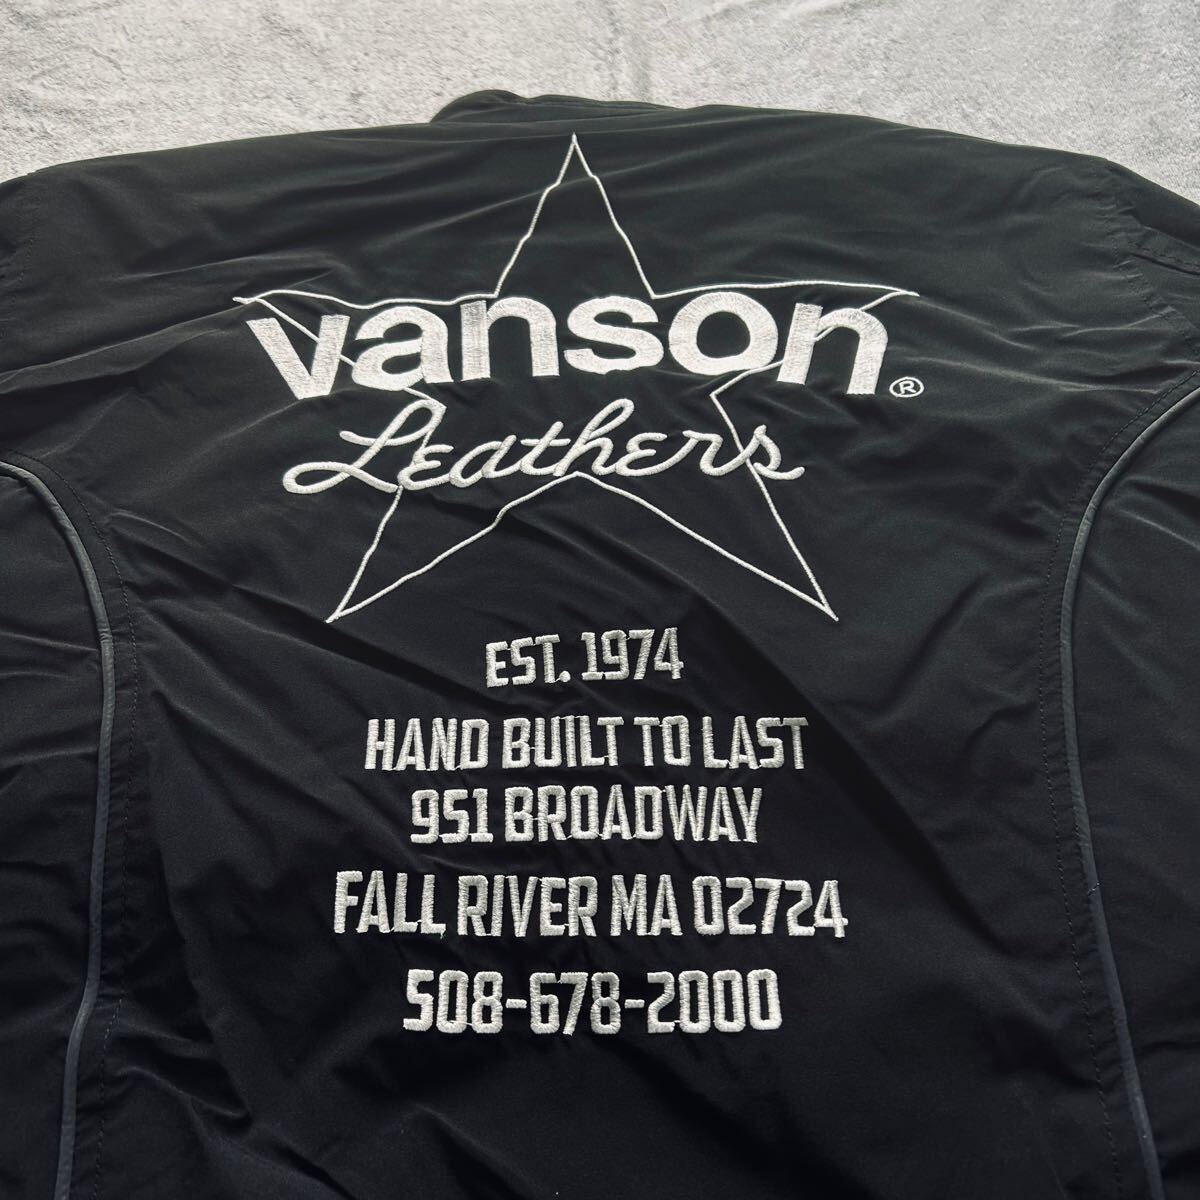 vanson®
Leathers
EST. 1974
HAND BUILT TO LAST
951 BROADWAY
FALL RIVER MA 02724
508-678-2000